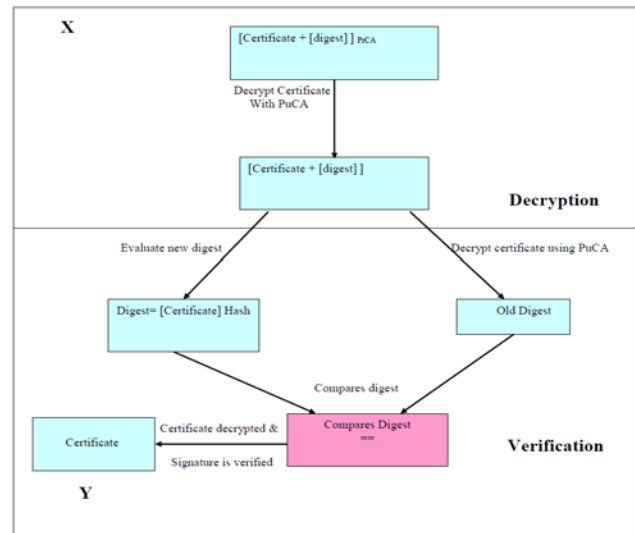 X
[Certificate + [digest] ] PrCA
Decrypt Certificate
With PuCA
[Certificate + [digest] ]
Decryption
Evaluate new digest
Decrypt certificate using PuCA
Digest= [Certificate] Hash
Old Digest
Compares digest
Certificate
Certificate decrypted &
Signature is verified
Compares Digest
==
Verification
Y